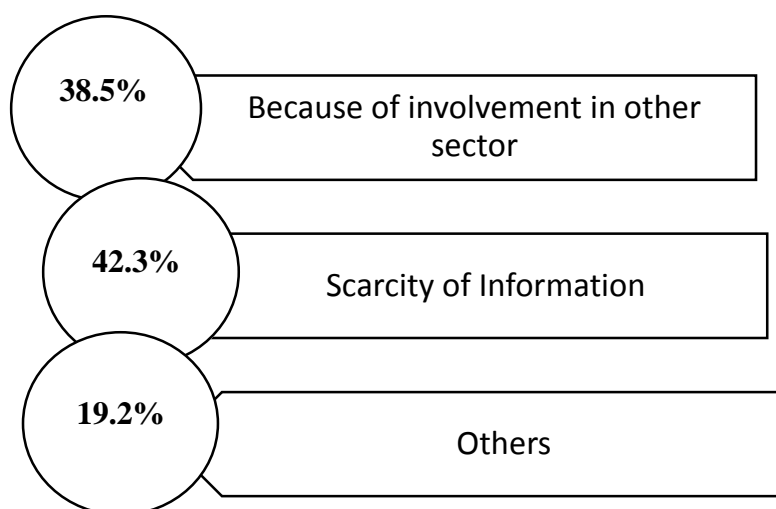 38.5%
Because of involvement in other
sector
42.3%
Scarcity of Information
19.2%
Others